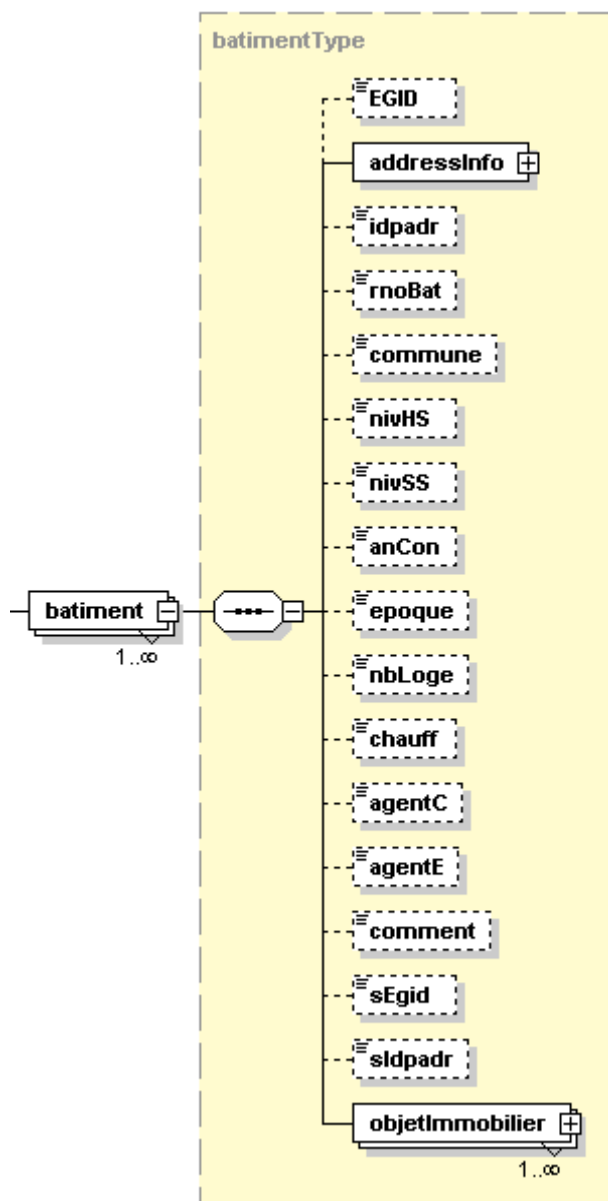 batimentType
EGID
addressInfo
idpadr
rnoBat
commune
nivHS
nivSS
anCon
batiment
1..∞
epoque
nbLoge
chauff
agentC
agentE
comment
sEgid
sIdpadr
objetImmobilier
1..∞